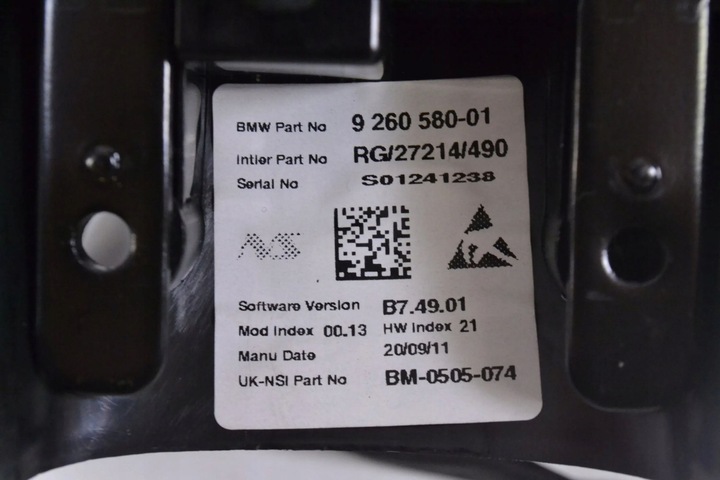 BMW Part No 9 260 580-01
Intier Part No RG/27214/490
Serial No S01241238
Software Version B7.49.01
Mod Index 00.13 HW Index 21
Manu Date 20/09/11
UK-NSI Part No BM-0505-074